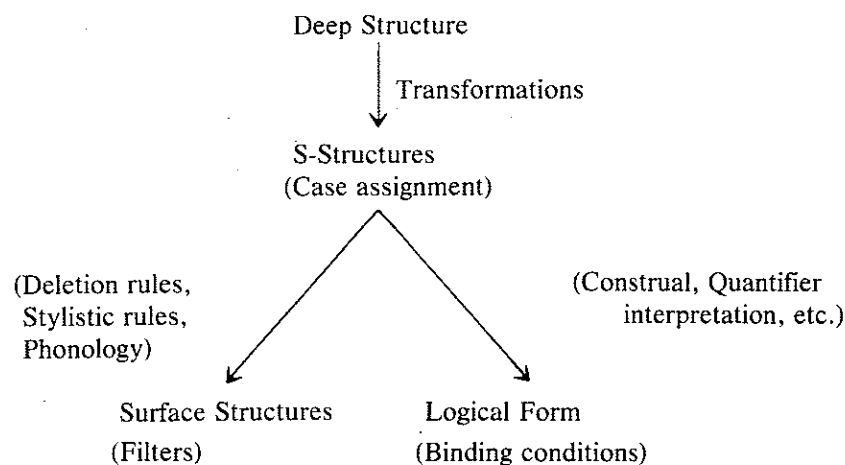 Deep Structure
Transformations
S-Structures
(Case assignment)
(Deletion rules,
Stylistic rules,
Phonology)
(Construal, Quantifier
interpretation, etc.)
Surface Structures
(Filters)
Logical Form
(Binding conditions)